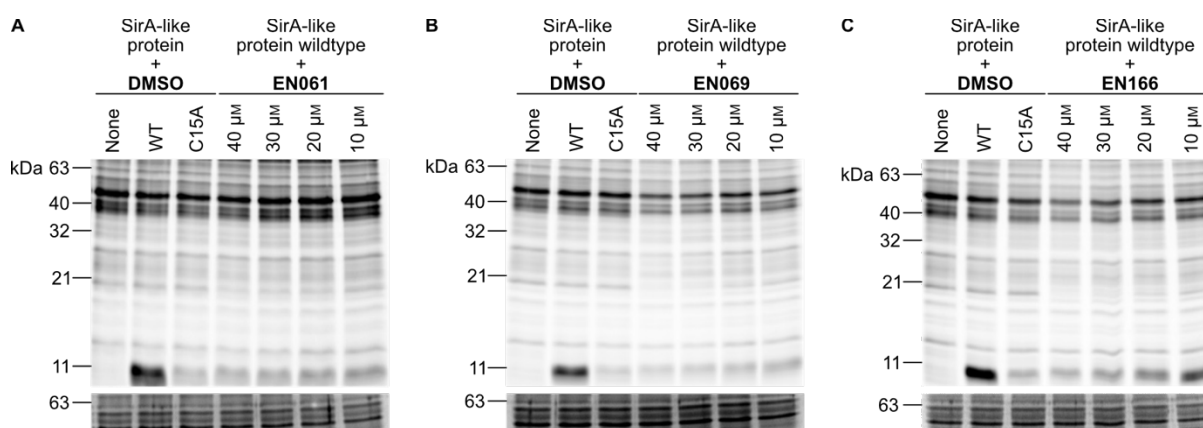 A
SirA-like
protein
+
DMSO
SirA-like
protein wildtype
+
EN061
None
WT
C15A
40 µM
30 µM
20 µM
10 µM
kDa 63
40
32
21
11
63
B
SirA-like
protein
+
DMSO
SirA-like
protein wildtype
+
EN069
None
WT
C15A
40 µM
30 µM
20 µM
10 µM
kDa 63
40
32
21
11
63
C
SirA-like
protein
+
DMSO
SirA-like
protein wildtype
+
EN166
None
WT
C15A
40 µM
30 µM
20 µM
10 µM
kDa 63
40
32
21
11
63